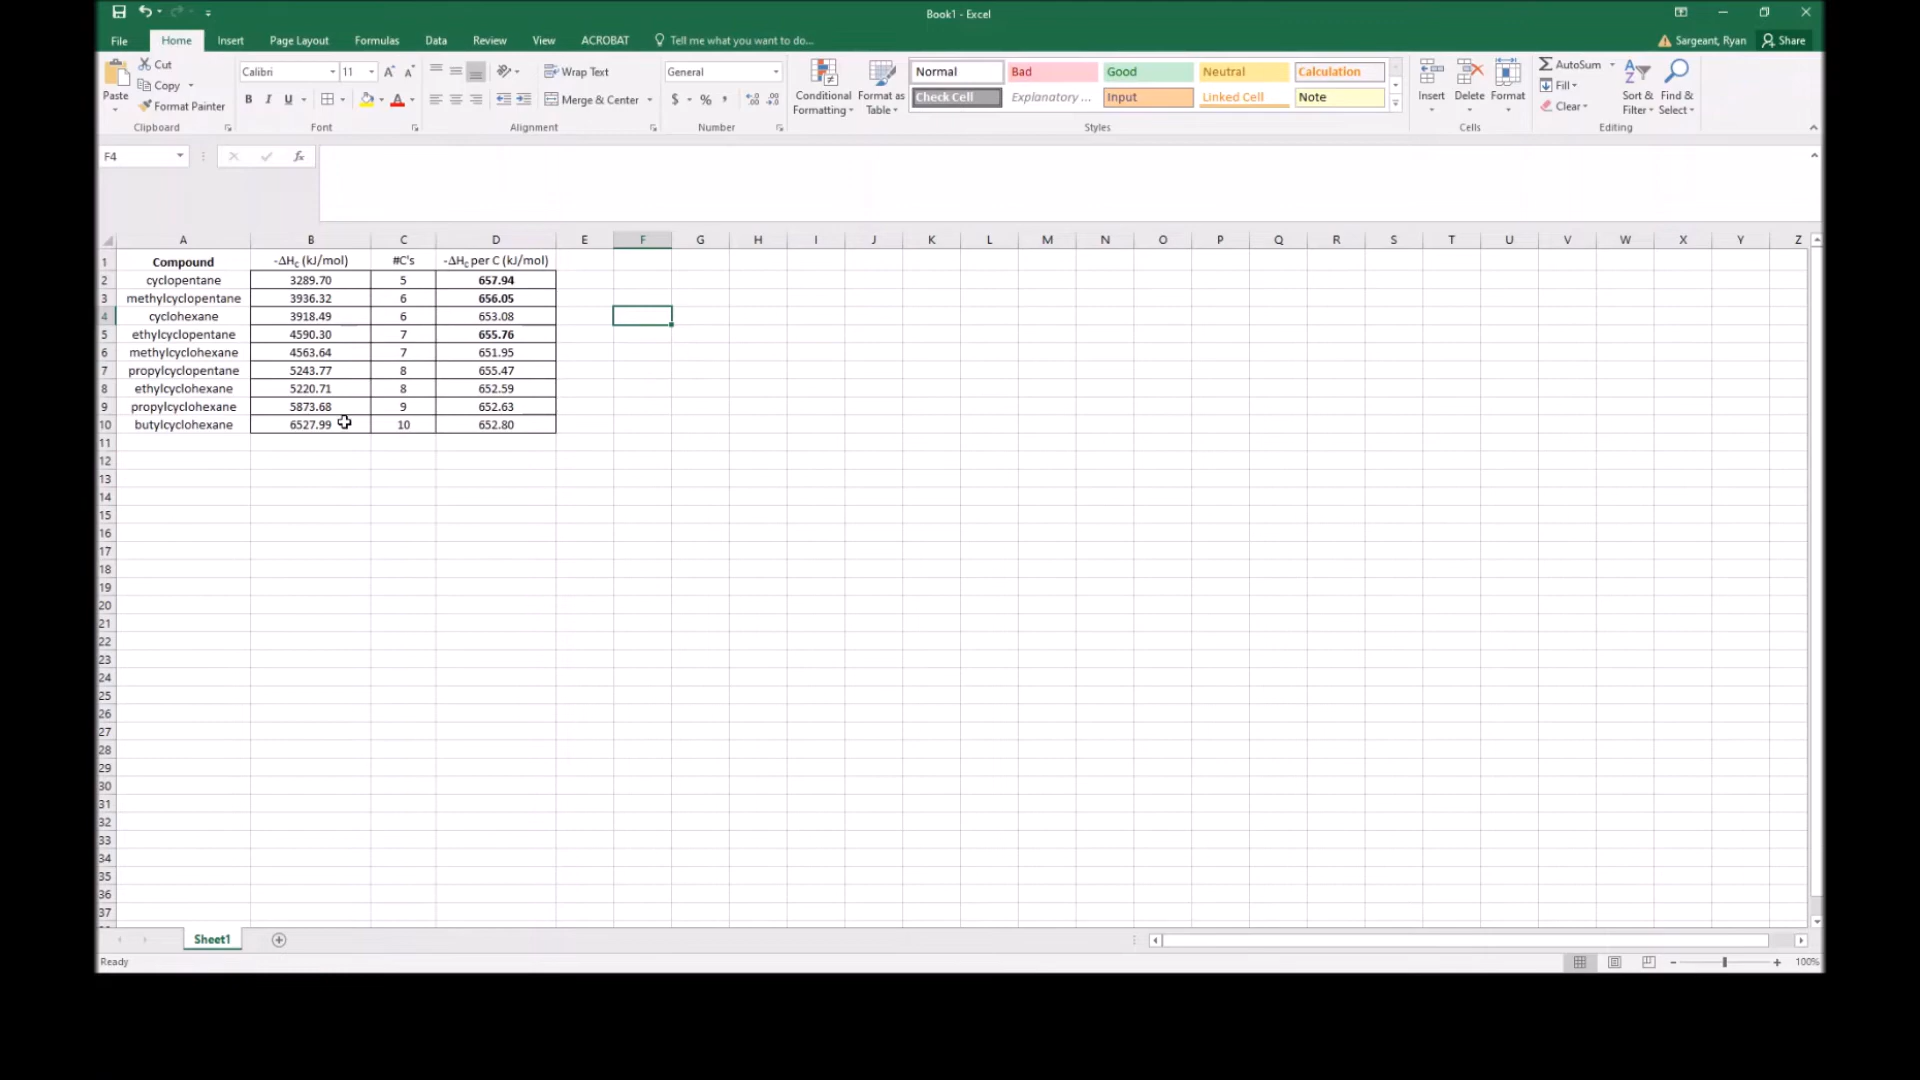 Book1 - Excel
File Home Insert Page Layout Formulas Data Review View ACROBAT Tell me what you want to do... Sargeant, Ryan Share
Paste Cut Copy Format Painter
Clipboard
Calibri 11
B I U A
Font
Wrap Text
Merge & Center
Alignment
General
$ % ,
Number
Conditional Formatting
Format as Table
Normal Bad Good Neutral Calculation
Check Cell Explanatory ... Input Linked Cell Note
Styles
Insert Delete Format
Cells
AutoSum
Fill
Clear
Sort & Filter
Find & Select
Editing
F4 fx
A B C D E F G H I J K L M N O P Q R S T U V W X Y Z
1 Compound -ΔHc (kJ/mol) #C's -ΔHc per C (kJ/mol)
2 cyclopentane 3289.70 5 657.94
3 methylcyclopentane 3936.32 6 656.05
4 cyclohexane 3918.49 6 653.08
5 ethylcyclopentane 4590.30 7 655.76
6 methylcyclohexane 4563.64 7 651.95
7 propylcyclopentane 5243.77 8 655.47
8 ethylcyclohexane 5220.71 8 652.59
9 propylcyclohexane 5873.68 9 652.63
10 butylcyclohexane 6527.99 10 652.80
11
12
13
14
15
16
17
18
19
20
21
22
23
24
25
26
27
28
29
30
31
32
33
34
35
36
37
Sheet1
Ready 100%